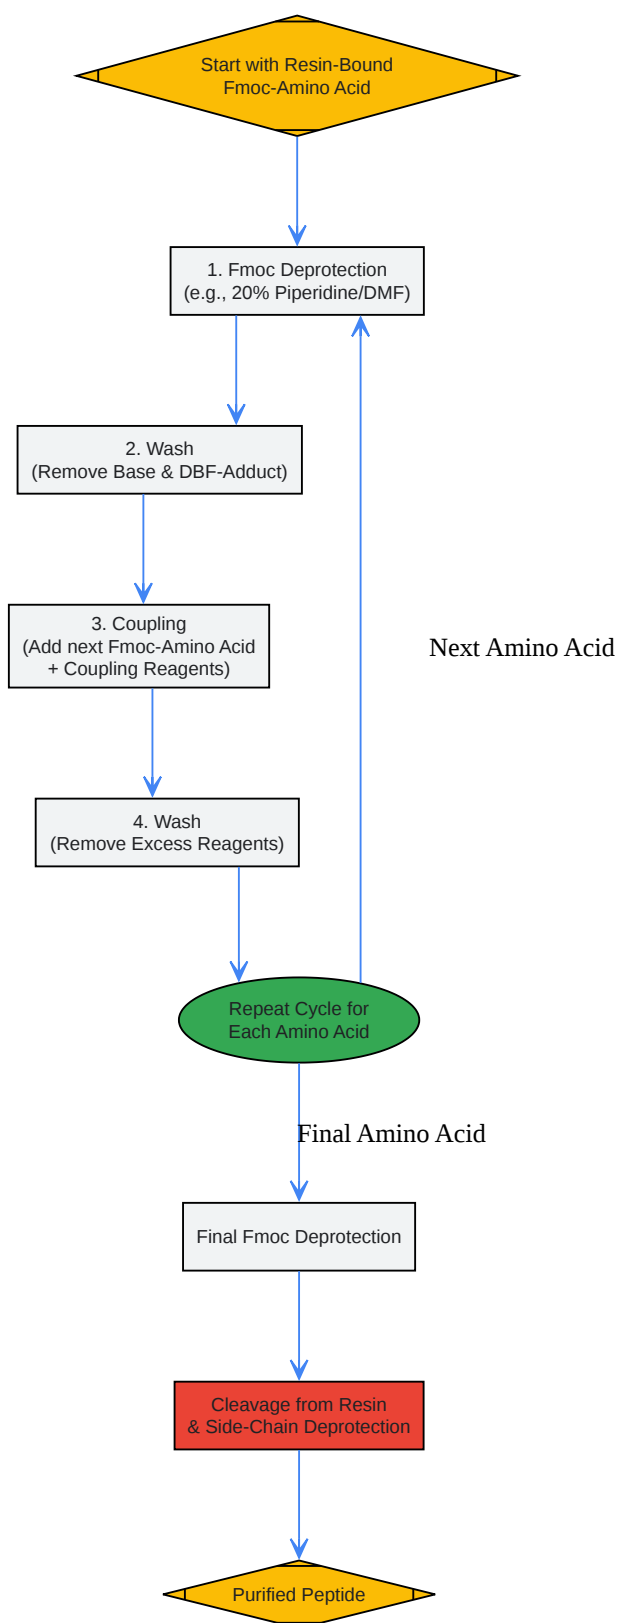 Start with Resin-Bound
Fmoc-Amino Acid
1. Fmoc Deprotection
(e.g., 20% Piperidine/DMF)
2. Wash
(Remove Base & DBF-Adduct)
3. Coupling
(Add next Fmoc-Amino Acid
+ Coupling Reagents)
Next Amino Acid
4. Wash
(Remove Excess Reagents)
Repeat Cycle for
Each Amino Acid
Final Amino Acid
Final Fmoc Deprotection
Cleavage from Resin
& Side-Chain Deprotection
Purified Peptide